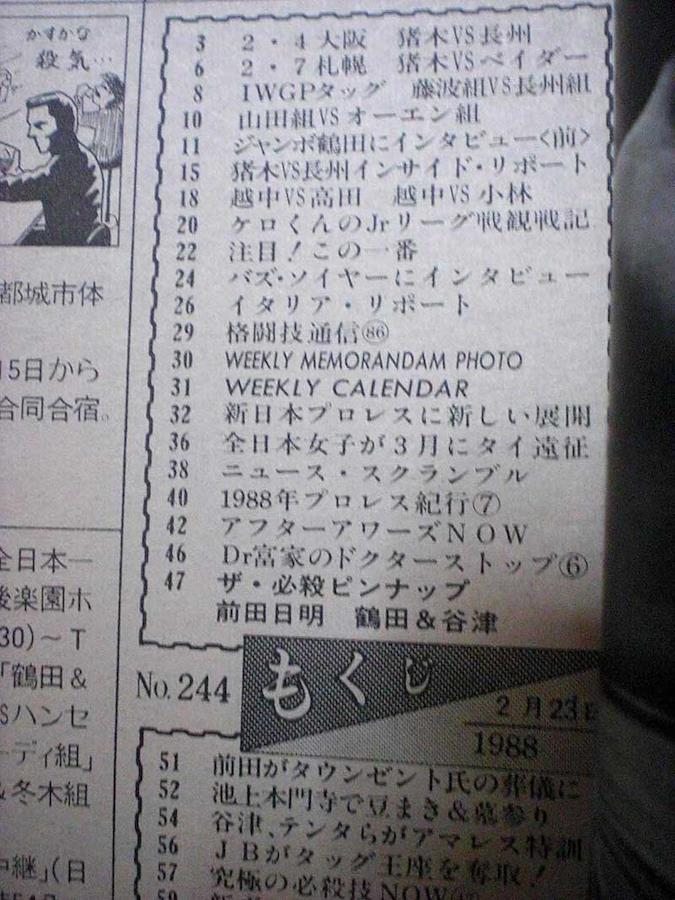 かすかな
殺気…
都城市体
15日から
合同合宿。
全日本一
後楽園ホ
30)〜T
「鶴田&
Sハンセ
ーディ組」
&冬木組
中継」(日
3 2・4大阪 猪木VS長州
6 2・7札幌 猪木VSベイダー
8 IWGPタッグ 藤波組VS長州組
10 山田組VSオーエン組
11 ジャンボ鶴田にインタビュー<前>
15 猪木VS長州インサイド・リポート
18 越中VS高田 越中VS小林
20 ケロくんのJrリーグ戦観戦記
22 注目!この一番
24 バズ・ソイヤーにインタビュー
26 イタリア・リポート
29 格闘技通信㊏
30 WEEKLY MEMORANDAM PHOTO
31 WEEKLY CALENDAR
32 新日本プロレスに新しい展開
36 全日本女子が3月にタイ遠征
38 ニュース・スクランブル
40 1988年プロレス紀行⑦
42 アフターアワーズNOW
46 Dr富家のドクターストップ⑥
47 ザ・必殺ピンナップ
前田日明 鶴田&谷津
No.244
もくじ
2月23日
1988
51 前田がタウンゼント氏の葬儀に
52 池上本門寺で豆まき&墓参り
54 谷津、テンタらがアマレス特訓
56 JBがタッグ王座を奪取!
57 究極の必殺技NOW
59